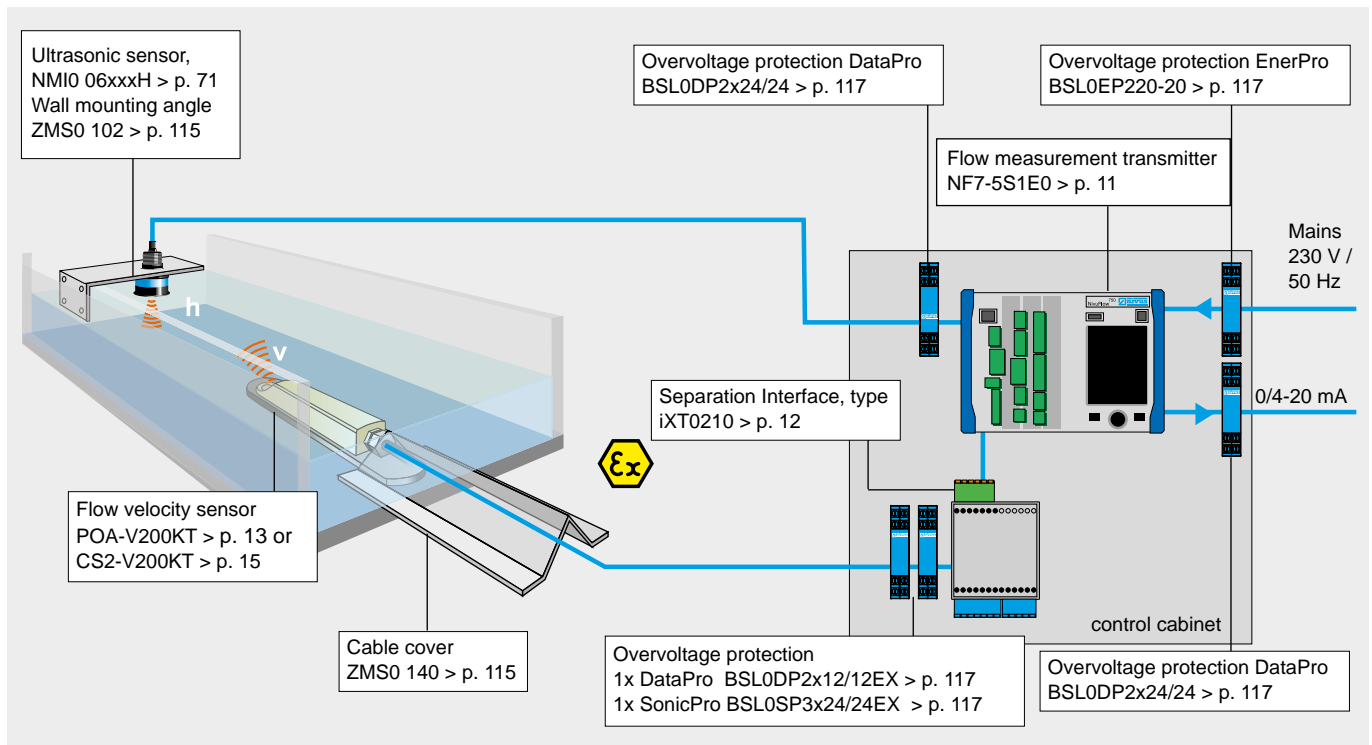 Ultrasonic sensor,
NMI0 06xxxH > p. 71
Wall mounting angle
ZMS0 102 > p. 115
Overvoltage protection DataPro
BSL0DP2x24/24 > p. 117
Overvoltage protection EnerPro
BSL0EP220-20 > p. 117
Flow measurement transmitter
NF7-5S1E0 > p. 11
Mains
230 V /
50 Hz
h
v
750
NivuFlow
Separation Interface, type
iXT0210 > p. 12
0/4-20 mA
Ex
Flow velocity sensor
POA-V200KT > p. 13 or
CS2-V200KT > p. 15
control cabinet
Cable cover
ZMS0 140 > p. 115
Overvoltage protection
1x DataPro BSL0DP2x12/12EX > p. 117
1x SonicPro BSL0SP3x24/24EX > p. 117
Overvoltage protection DataPro
BSL0DP2x24/24 > p. 117